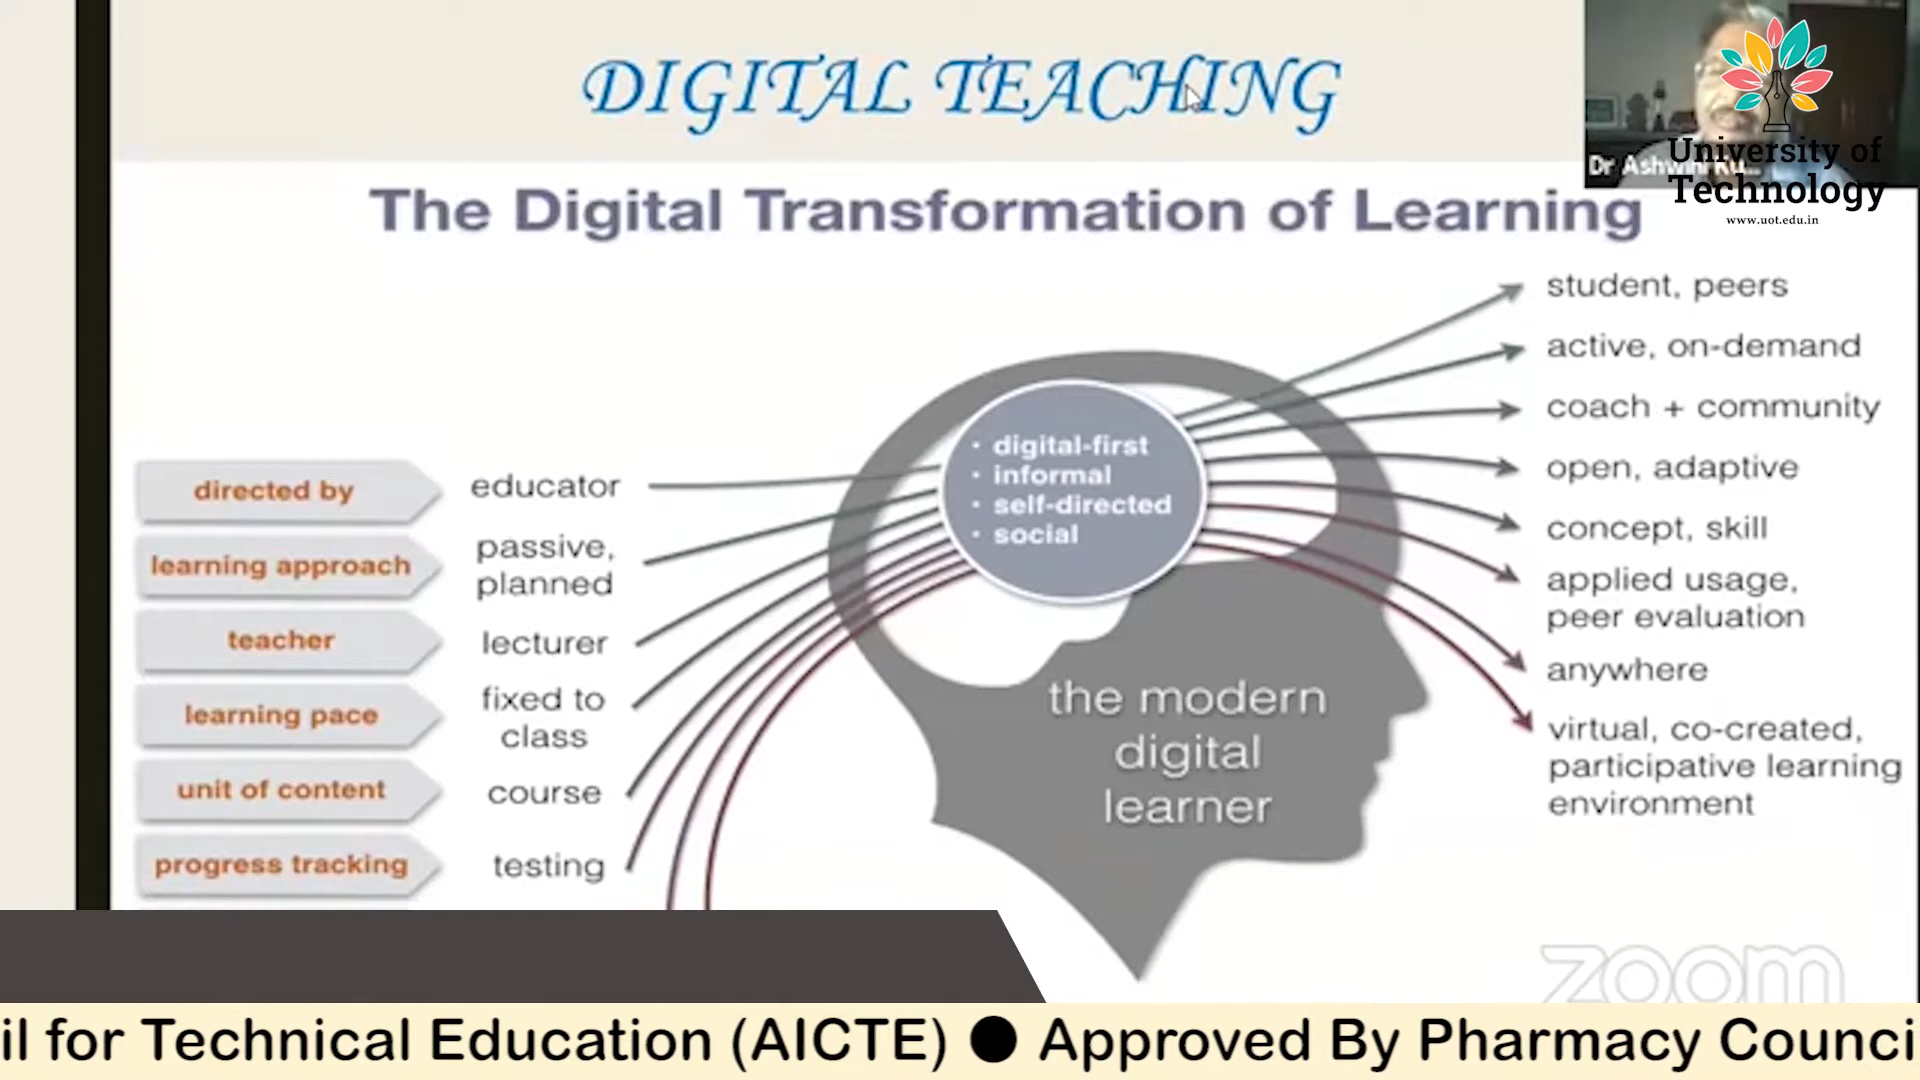 DIGITAL TEACHING
Dr Ashwini Ku...
University of
Technology
www.uot.edu.in
The Digital Transformation of Learning
directed by
learning approach
teacher
learning pace
unit of content
progress tracking
educator
passive,
planned
lecturer
fixed to
class
course
testing
• digital-first
• informal
• self-directed
• social
the modern
digital
learner
student, peers
active, on-demand
coach + community
open, adaptive
concept, skill
applied usage,
peer evaluation
anywhere
virtual, co-created,
participative learning
environment
zoom
il for Technical Education (AICTE) ● Approved By Pharmacy Counci